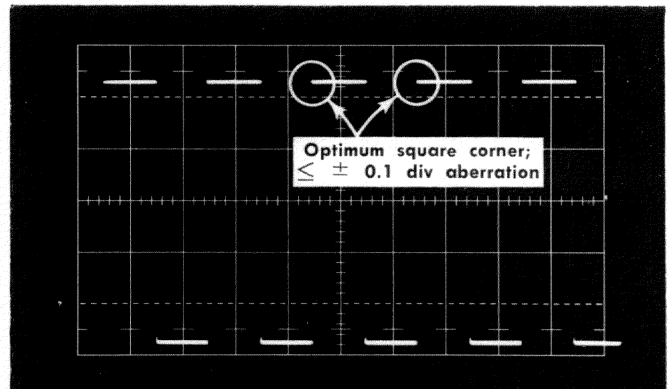 Optimum square corner;
≤ ± 0.1 div aberration